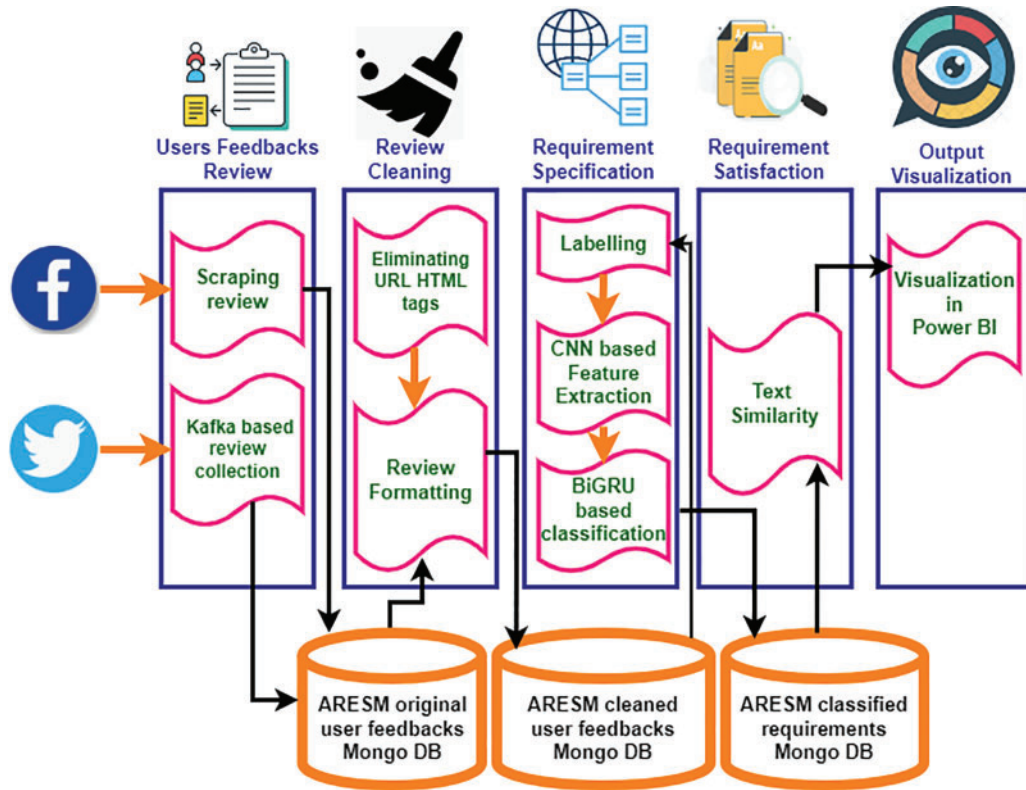 Users Feedbacks
Review
Review
Cleaning
Requirement
Specification
Requirement
Satisfaction
Output
Visualization
Scraping
review
Kafka based
review
collection
Eliminating
URL HTML
tags
Review
Formatting
Labelling
CNN based
Feature
Extraction
BiGRU
based
classification
Text
Similarity
Visualization
in
Power BI
ARESM original
user feedbacks
Mongo DB
ARESM cleaned
user feedbacks
Mongo DB
ARESM classified
requirements
Mongo DB
f
Aa
Aa